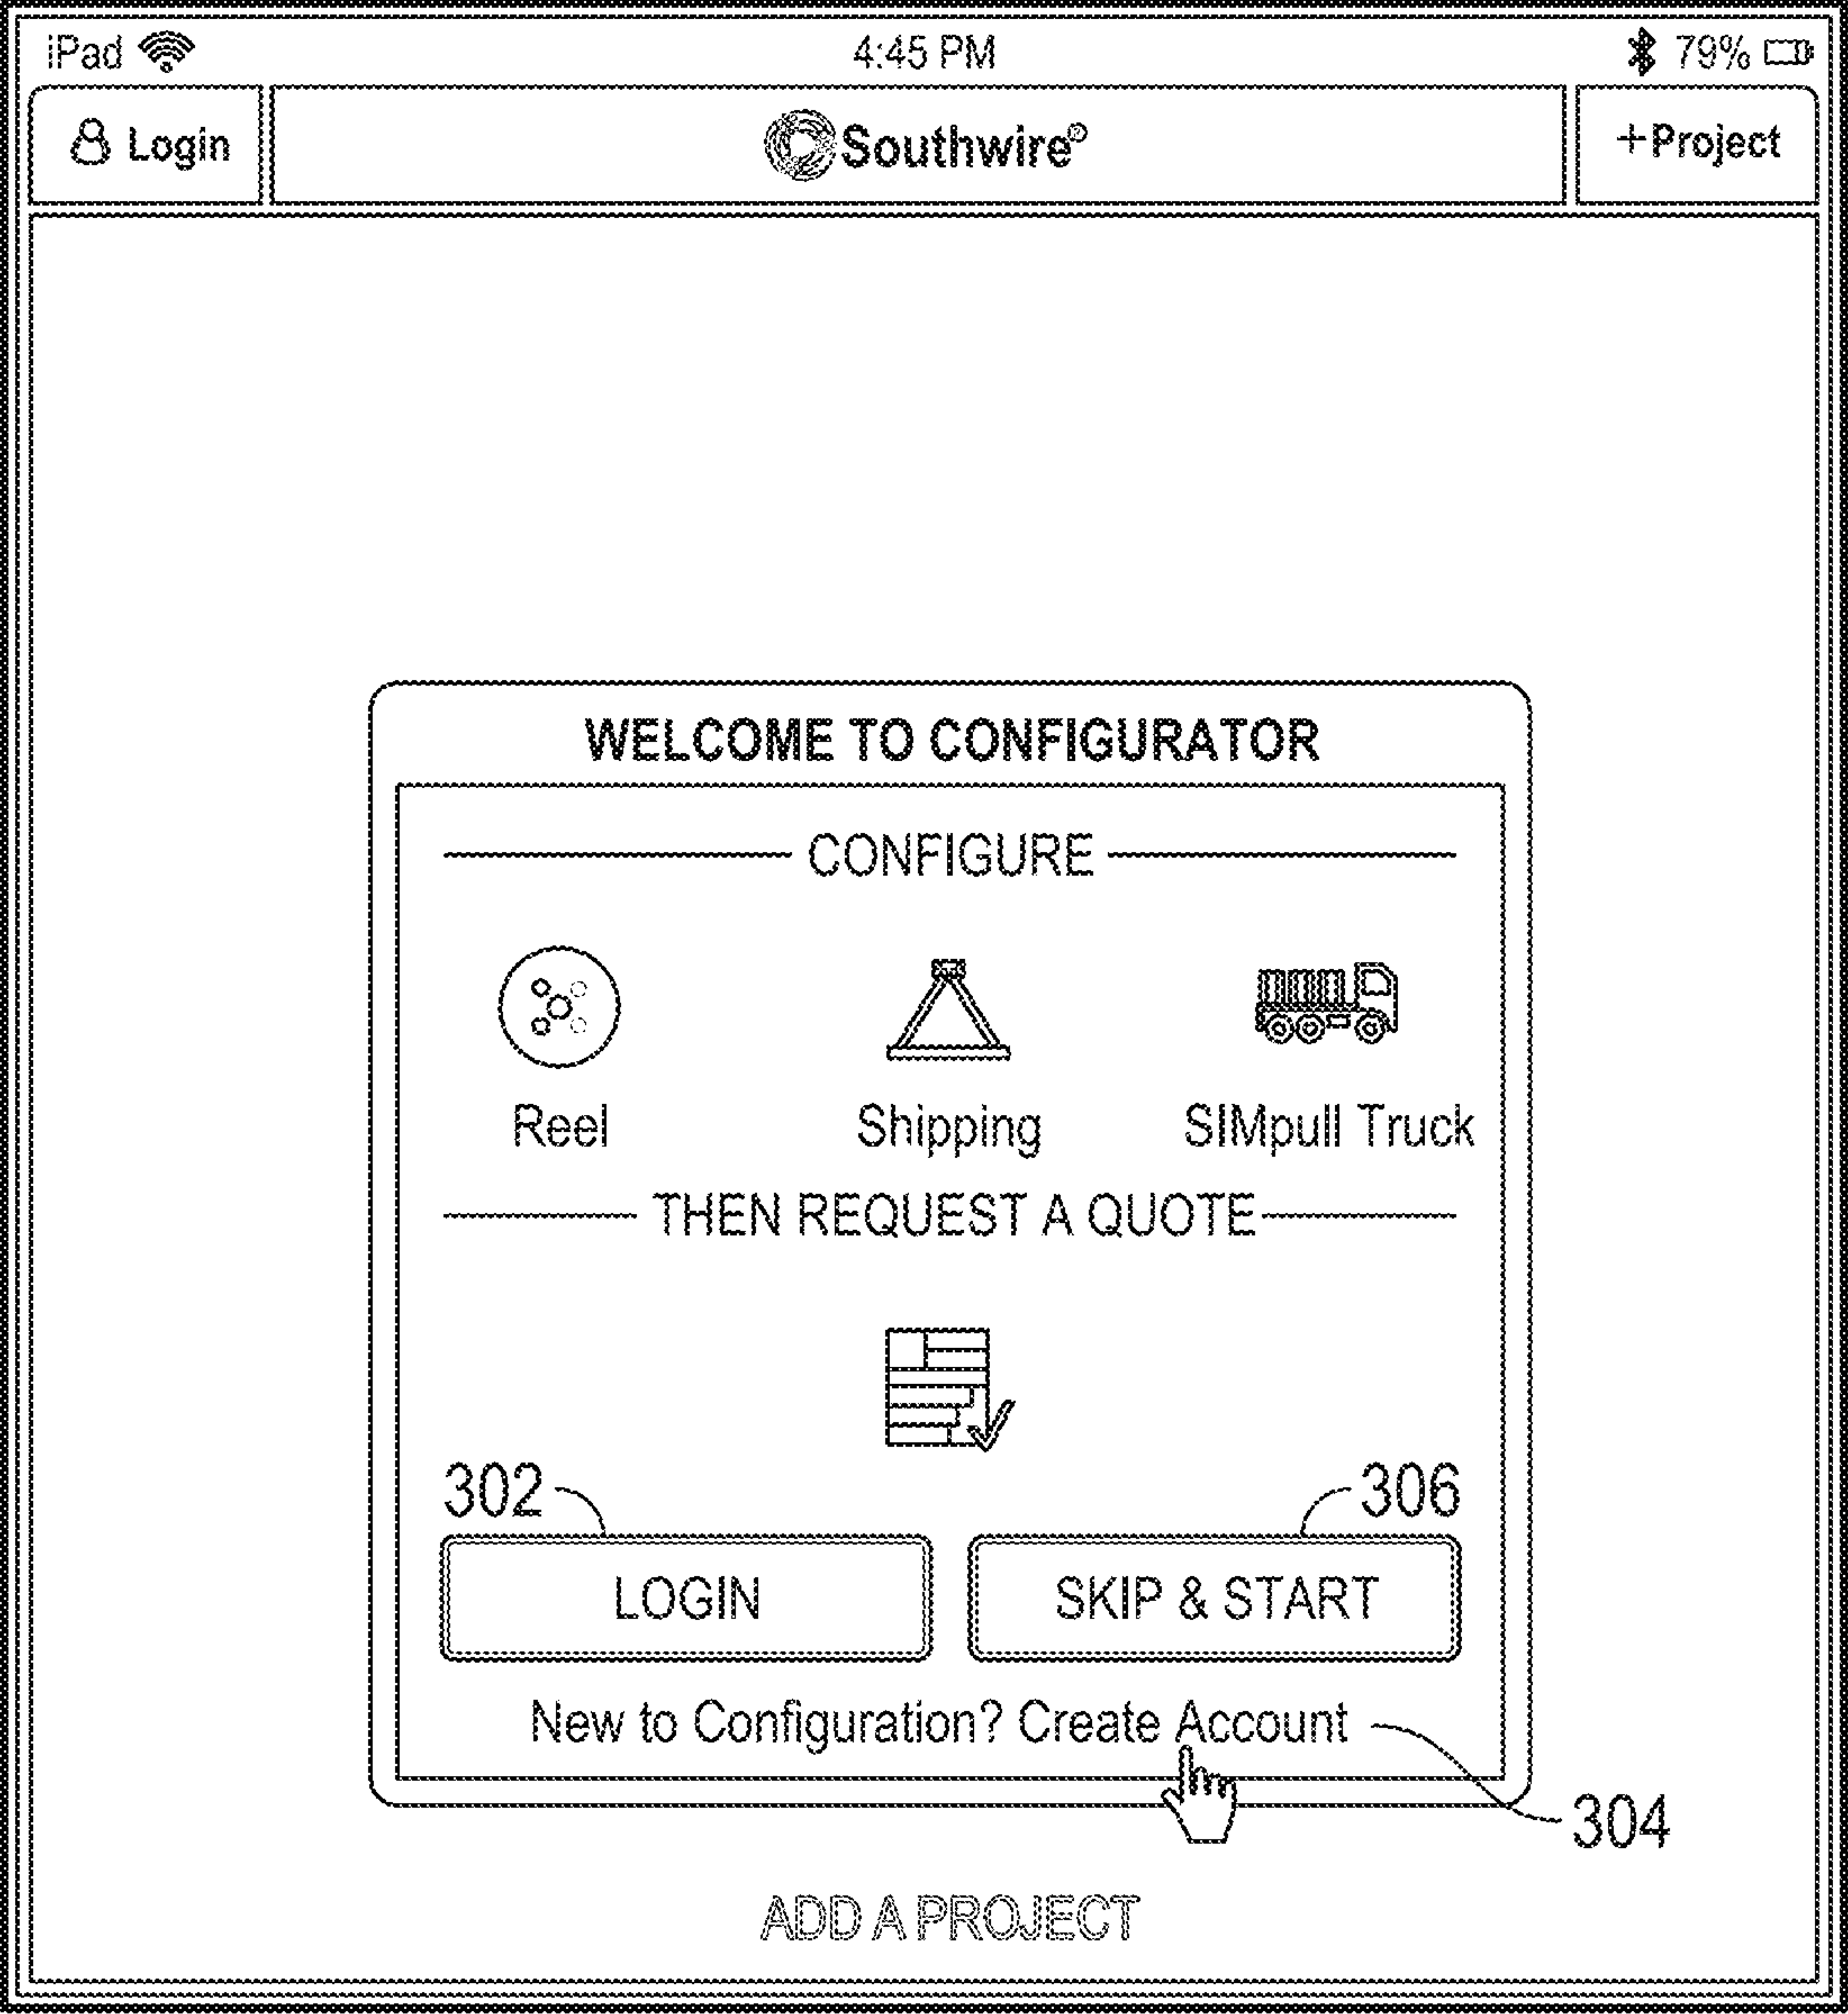 iPad 4:45 PM 79%
Login Southwire® +Project
WELCOME TO CONFIGURATOR
CONFIGURE
Reel Shipping SIMpull Truck
THEN REQUEST A QUOTE
302 306
LOGIN SKIP & START
New to Configuration? Create Account
304
ADD A PROJECT